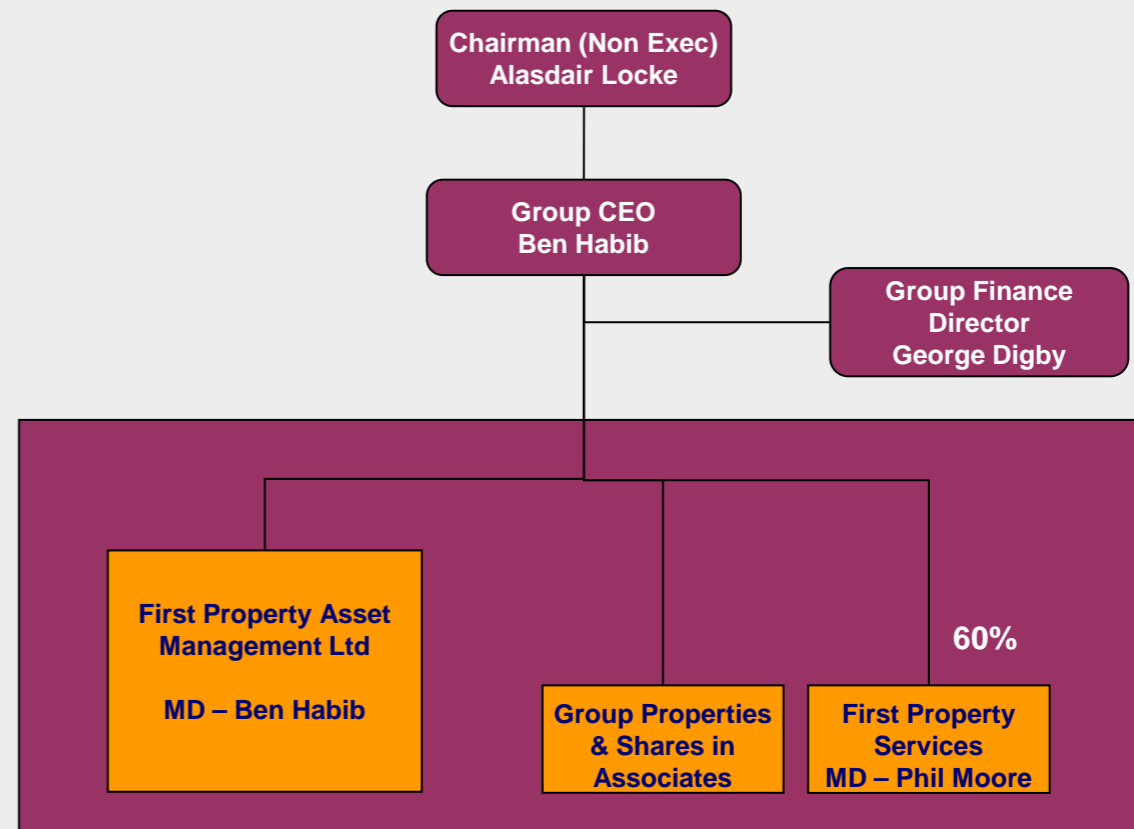 Chairman (Non Exec)
Alasdair Locke
Group CEO
Ben Habib
Group Finance
Director
George Digby
First Property Asset
Management Ltd
MD – Ben Habib
Group Properties
& Shares in
Associates
60%
First Property
Services
MD – Phil Moore